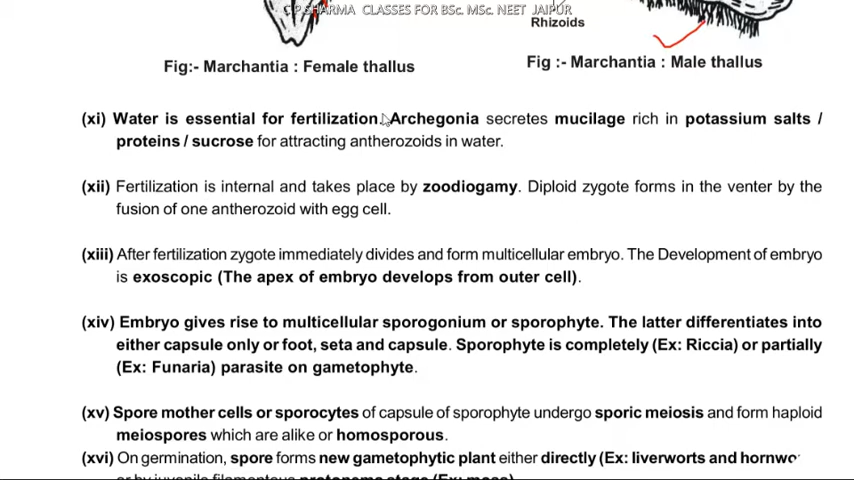 C P SHARMA CLASSES FOR BSc. MSc. NEET JAIPUR
Rhizoids
Fig:- Marchantia : Female thallus
Fig :- Marchantia : Male thallus
(xi) Water is essential for fertilization. Archegonia secretes mucilage rich in potassium salts /
proteins / sucrose for attracting antherozoids in water.
(xii) Fertilization is internal and takes place by zoodiogamy. Diploid zygote forms in the venter by the
fusion of one antherozoid with egg cell.
(xiii) After fertilization zygote immediately divides and form multicellular embryo. The Development of embryo
is exoscopic (The apex of embryo develops from outer cell).
(xiv) Embryo gives rise to multicellular sporogonium or sporophyte. The latter differentiates into
either capsule only or foot, seta and capsule. Sporophyte is completely (Ex: Riccia) or partially
(Ex: Funaria) parasite on gametophyte.
(xv) Spore mother cells or sporocytes of capsule of sporophyte undergo sporic meiosis and form haploid
meiospores which are alike or homosporous.
(xvi) On germination, spore forms new gametophytic plant either directly (Ex: liverworts and
or by juvenile filamentous protonema stage (Ex: moss)